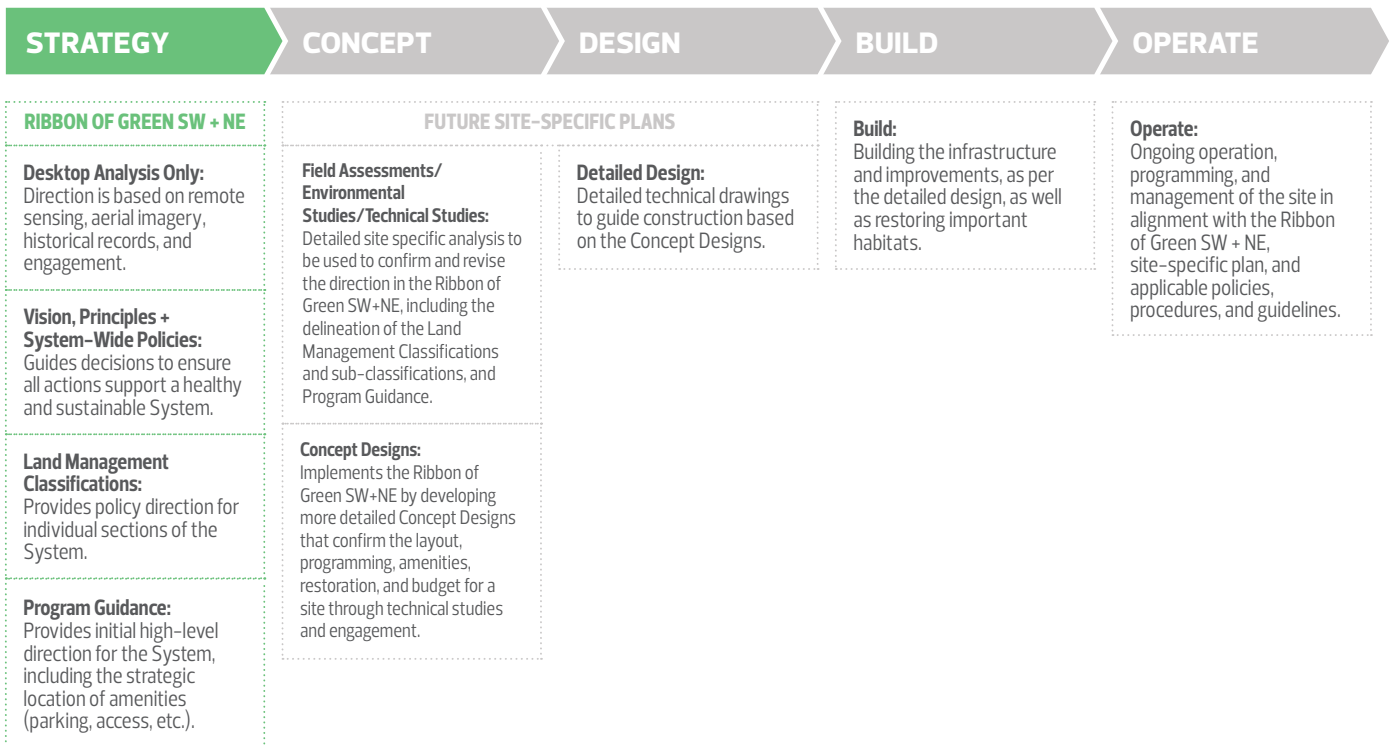 STRATEGY
CONCEPT
DESIGN
BUILD
OPERATE
RIBBON OF GREEN SW + NE
Desktop Analysis Only:
Direction is based on remote
sensing, aerial imagery,
historical records, and
engagement.
Vision, Principles +
System-Wide Policies:
Guides decisions to ensure
all actions support a healthy
and sustainable System.
Land Management
Classifications:
Provides policy direction for
individual sections of the
System.
Program Guidance:
Provides initial high-level
direction for the System,
including the strategic
location of amenities
(parking, access, etc.).
FUTURE SITE-SPECIFIC PLANS
Field Assessments/
Environmental
Studies/Technical Studies:
Detailed site specific analysis to
be used to confirm and revise
the direction in the Ribbon of
Green SW+NE, including the
delineation of the Land
Management Classifications
and sub-classifications, and
Program Guidance.
Concept Designs:
Implements the Ribbon of
Green SW+NE by developing
more detailed Concept Designs
that confirm the layout,
programming, amenities,
restoration, and budget for a
site through technical studies
and engagement.
Detailed Design:
Detailed technical drawings
to guide construction based
on the Concept Designs.
Build:
Building the infrastructure
and improvements, as per
the detailed design, as well
as restoring important
habitats.
Operate:
Ongoing operation,
programming, and
management of the site in
alignment with the Ribbon
of Green SW + NE,
site-specific plan, and
applicable policies,
procedures, and guidelines.